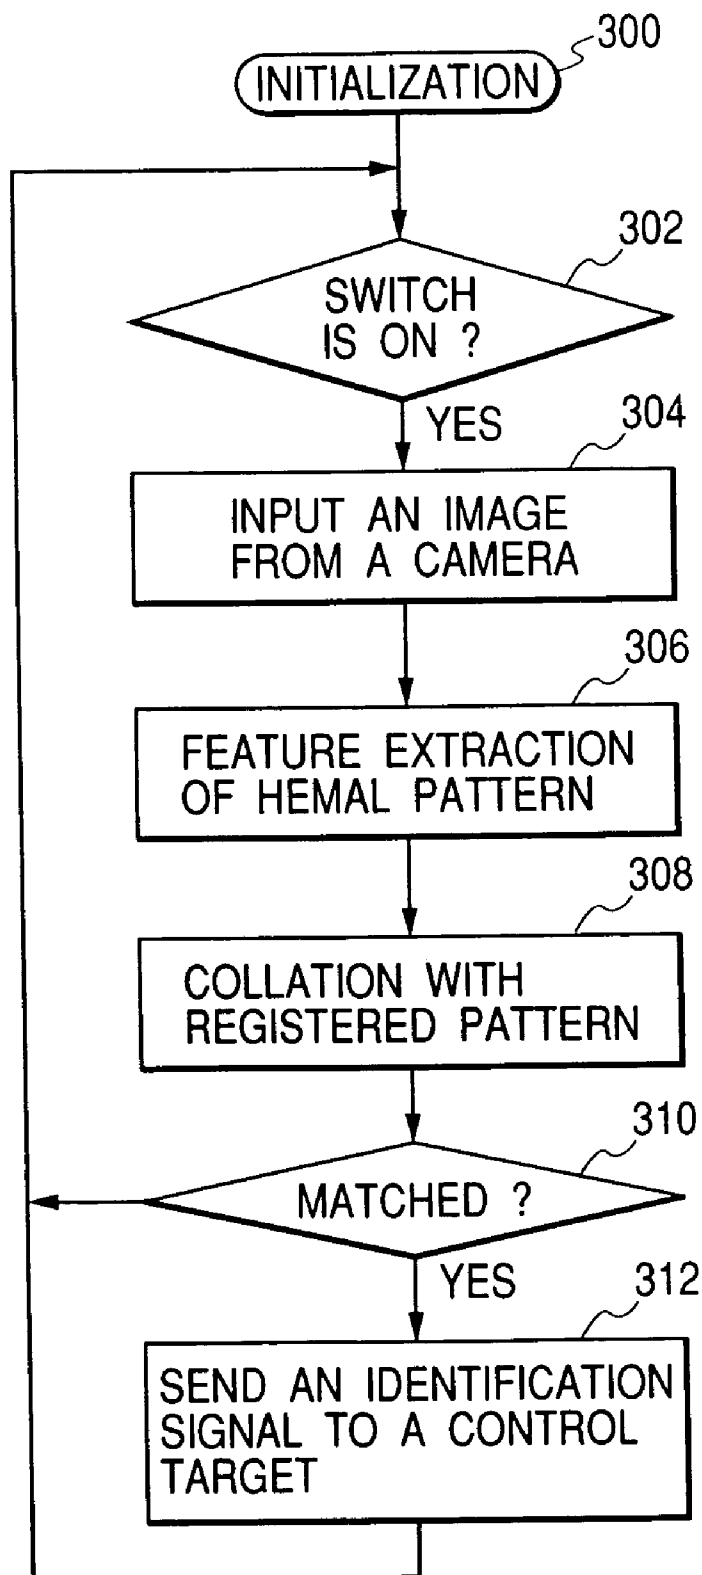 300
INITIALIZATION
302
SWITCH
IS ON ?
YES
304
INPUT AN IMAGE
FROM A CAMERA
306
FEATURE EXTRACTION
OF HEMAL PATTERN
308
COLLATION WITH
REGISTERED PATTERN
310
MATCHED ?
YES
312
SEND AN IDENTIFICATION
SIGNAL TO A CONTROL
TARGET